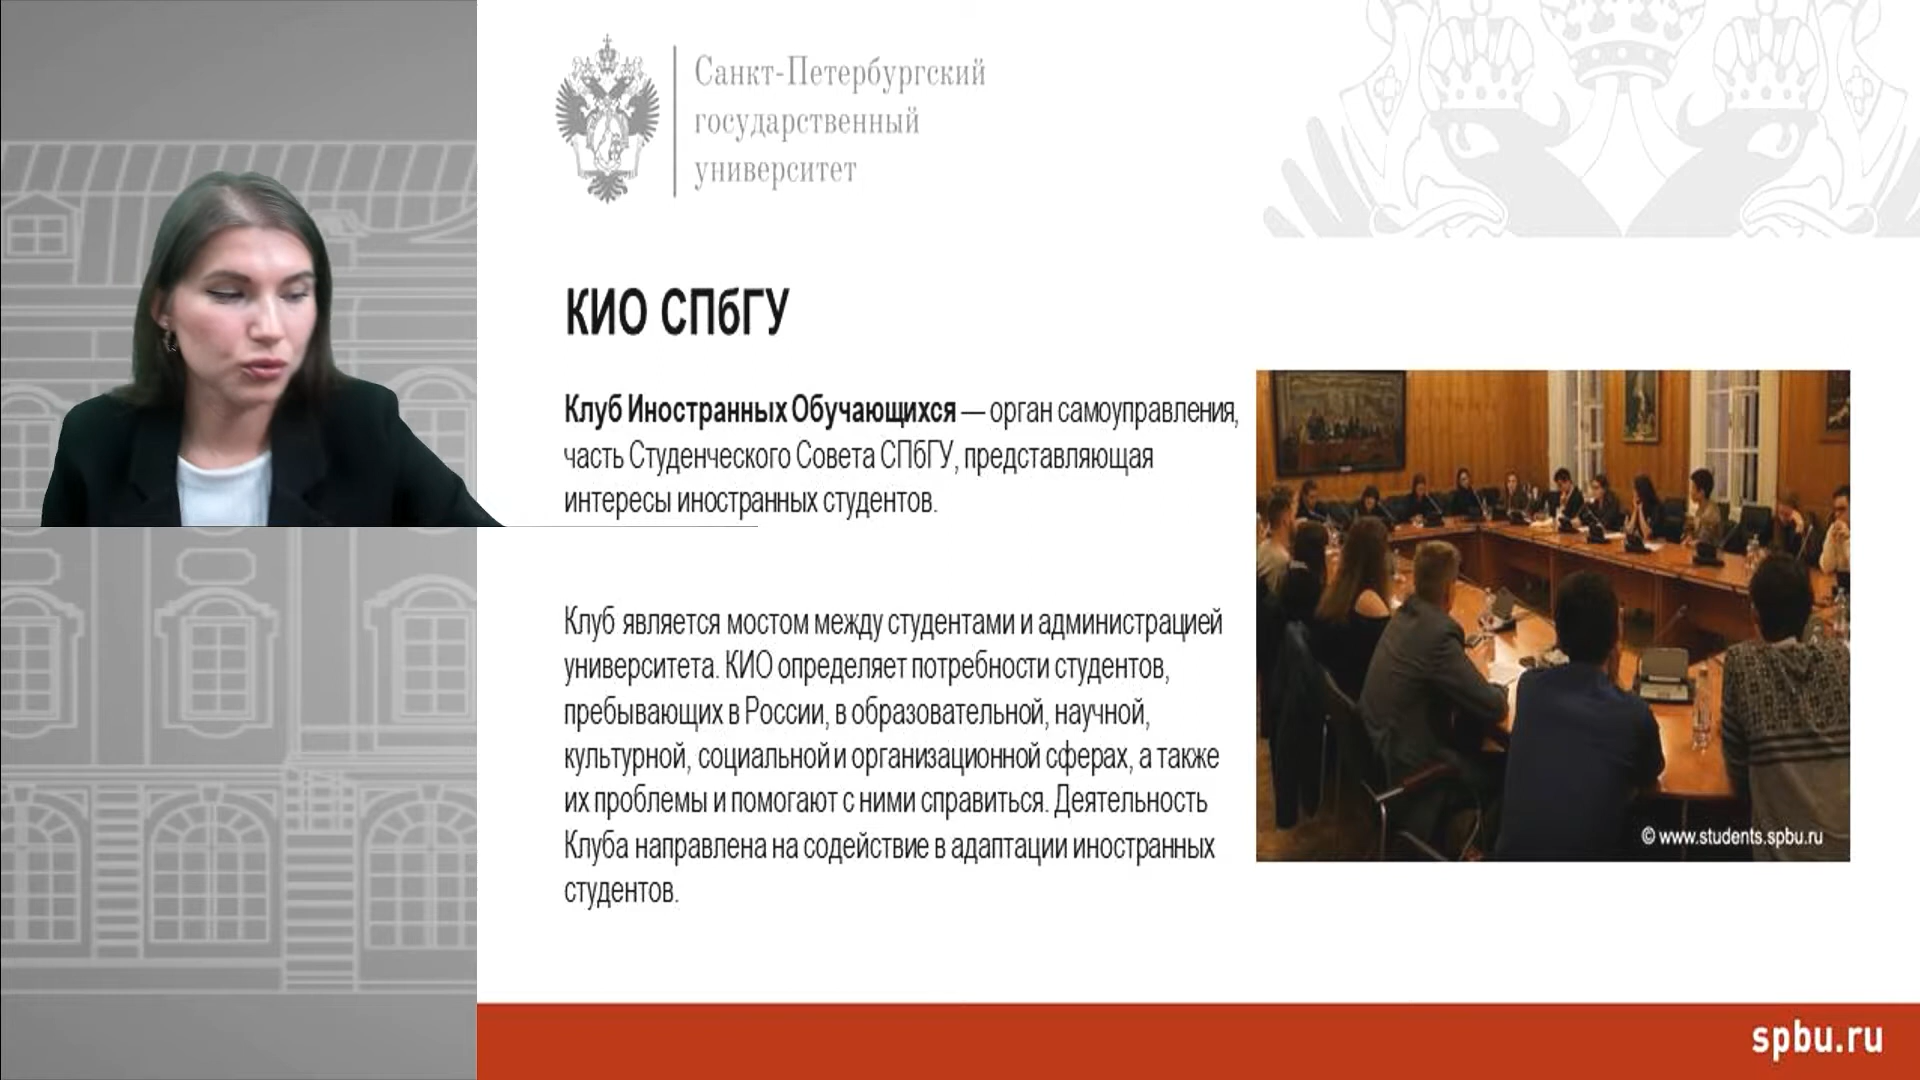 Санкт-Петербургский
государственный
университет
КИО СПбГУ
Клуб Иностранных Обучающихся — орган самоуправления,
часть Студенческого Совета СПбГУ, представляющая
интересы иностранных студентов.
Клуб является мостом между студентами и администрацией
университета. КИО определяет потребности студентов,
пребывающих в России, в образовательной, научной,
культурной, социальной и организационной сферах, а также
их проблемы и помогают с ними справиться. Деятельность
Клуба направлена на содействие в адаптации иностранных
студентов.
© www.students.spbu.ru
spbu.ru